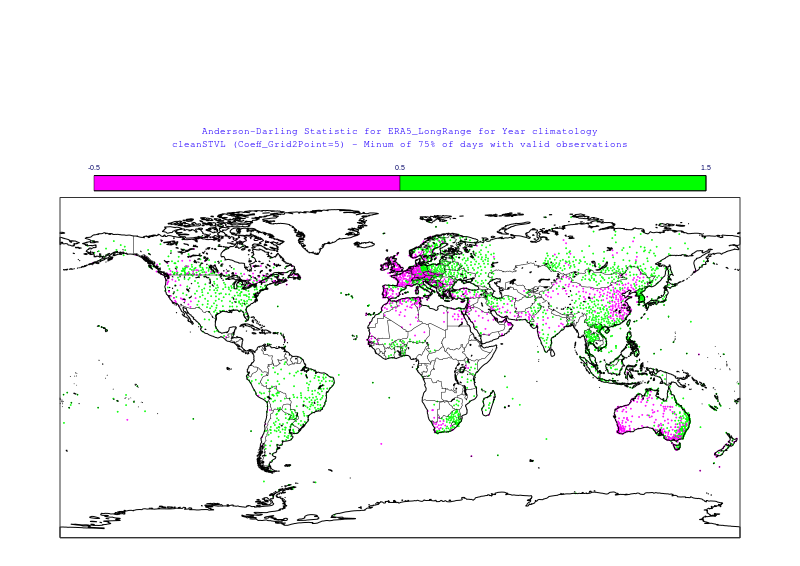 Anderson-Darling Statistic for ERA5_LongRange for Year climatology
cleanSTVL (Coeff_Grid2Point=5) - Minum of 75% of days with valid observations
-0.5 0.5 1.5